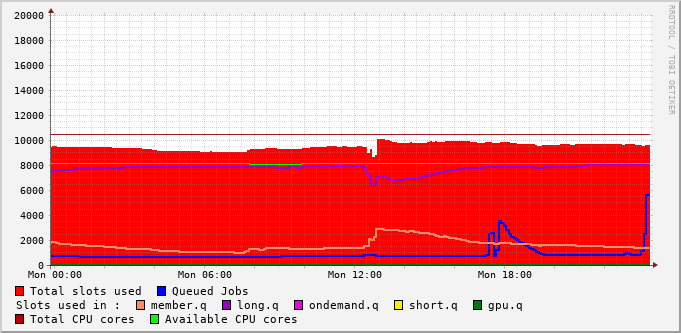 20000
18000
16000
14000
12000
10000
8000
6000
4000
2000
0
Mon 00:00 Mon 06:00 Mon 12:00 Mon 18:00
RRDTOOL / TOBI OETIKER
Total slots used Queued Jobs
Slots used in : member.q long.q ondemand.q short.q gpu.q
Total CPU cores Available CPU cores